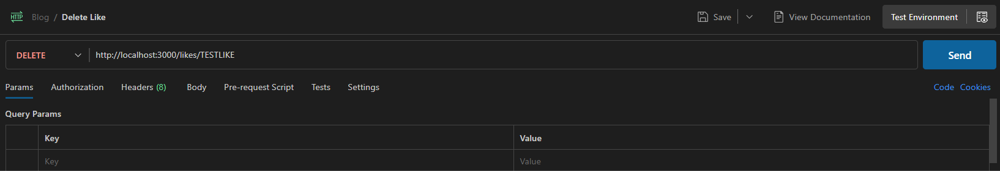 HTTP Blog / Delete Like Save View Documentation Test Environment
DELETE http://localhost:3000/likes/TESTLIKE Send
Params Authorization Headers (8) Body Pre-request Script Tests Settings Code Cookies
Query Params
Key Value
Key Value